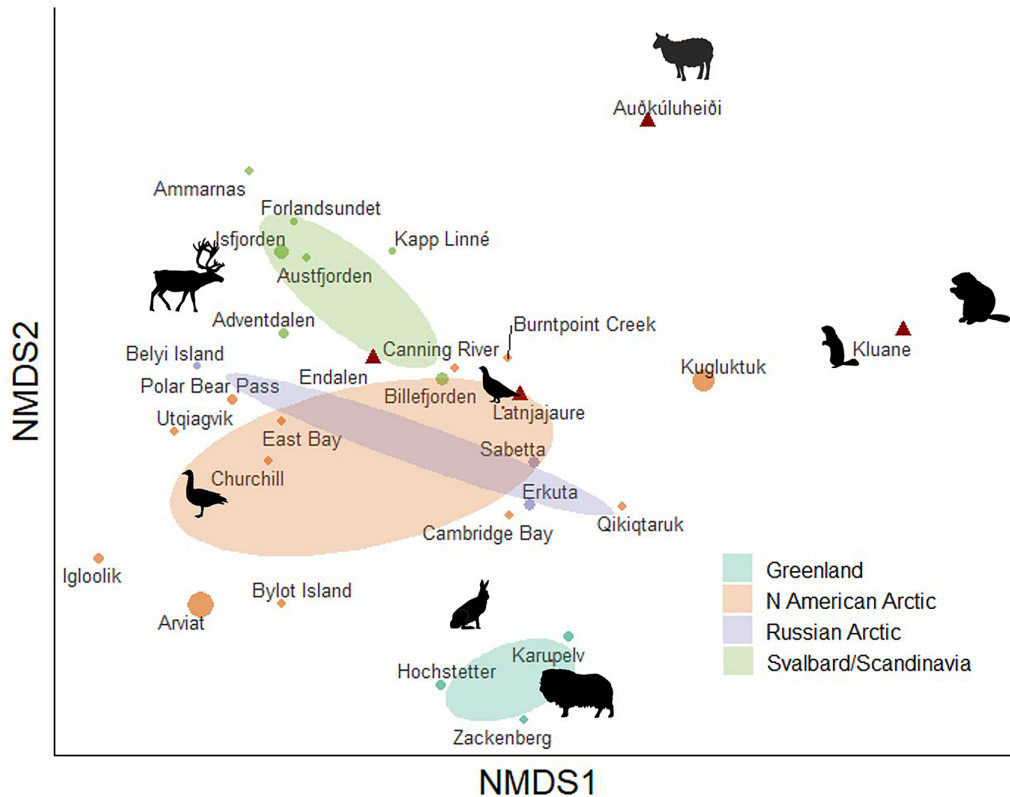 Auðkúluheiði
Ammarnas
Forlandsundet
Isfjorden
Kapp Linné
Austfjorden
Adventdalen
Burntpoint Creek
Belyi Island
Canning River
Kluane
Endalen
Kugluktuk
Polar Bear Pass
Billefjorden
Latnjajaure
Utqiagvik
East Bay
Sabetta
Churchill
Erkuta
Qikiqtaruk
Cambridge Bay
Igloolik
Bylot Island
Arviat
Karupelv
Hochstetter
Zackenberg
Greenland
N American Arctic
Russian Arctic
Svalbard/Scandinavia
NMDS2
NMDS1